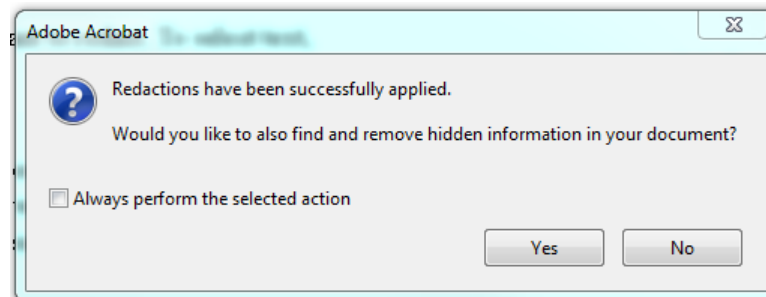 Adobe Acrobat
Redactions have been successfully applied.
Would you like to also find and remove hidden information in your document?
Always perform the selected action
Yes
No